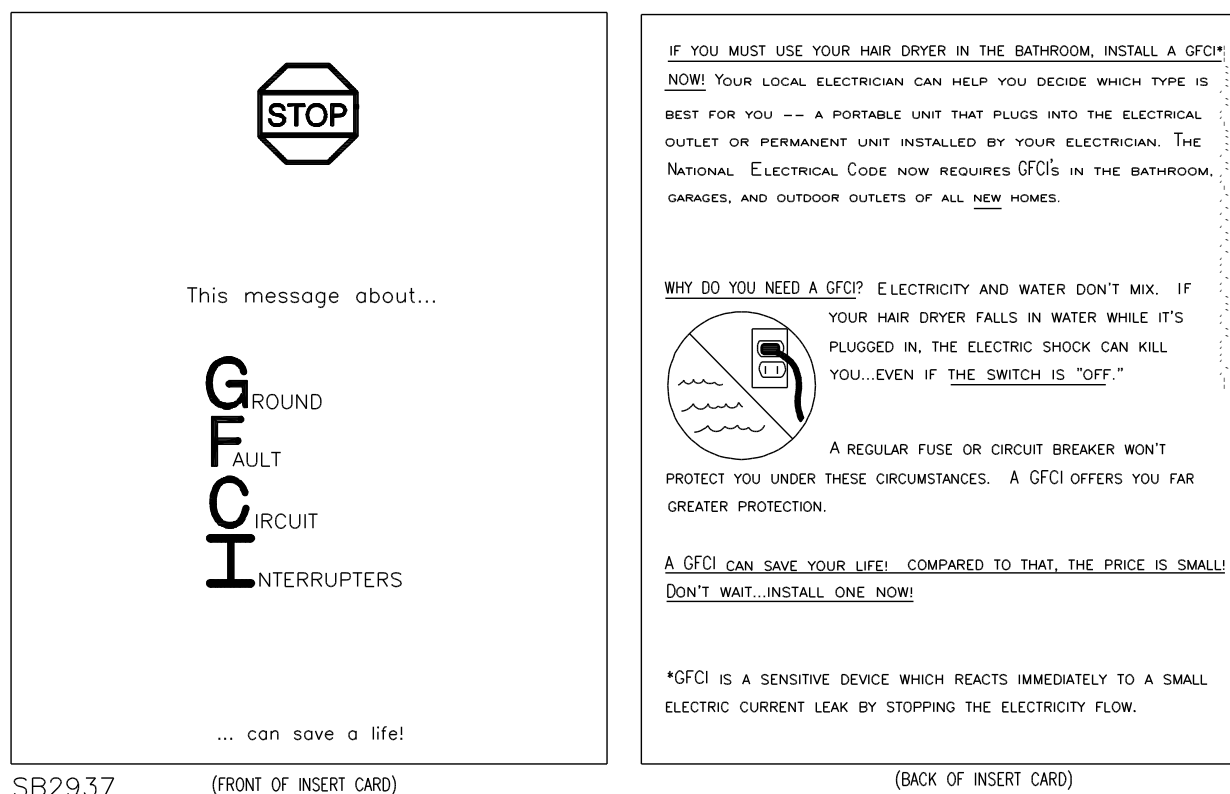 STOP
This message about...
GROUND
FAULT
CIRCUIT
INTERRUPTERS
... can save a life!
SB2937
(FRONT OF INSERT CARD)
IF YOU MUST USE YOUR HAIR DRYER IN THE BATHROOM, INSTALL A GFCI*
NOW! YOUR LOCAL ELECTRICIAN CAN HELP YOU DECIDE WHICH TYPE IS
BEST FOR YOU -- A PORTABLE UNIT THAT PLUGS INTO THE ELECTRICAL
OUTLET OR PERMANENT UNIT INSTALLED BY YOUR ELECTRICIAN. THE
NATIONAL ELECTRICAL CODE NOW REQUIRES GFCI'S IN THE BATHROOM,
GARAGES, AND OUTDOOR OUTLETS OF ALL NEW HOMES.
WHY DO YOU NEED A GFCI? ELECTRICITY AND WATER DON'T MIX. IF
YOUR HAIR DRYER FALLS IN WATER WHILE IT'S
PLUGGED IN, THE ELECTRIC SHOCK CAN KILL
YOU...EVEN IF THE SWITCH IS "OFF."
A REGULAR FUSE OR CIRCUIT BREAKER WON'T
PROTECT YOU UNDER THESE CIRCUMSTANCES. A GFCI OFFERS YOU FAR
GREATER PROTECTION.
A GFCI CAN SAVE YOUR LIFE! COMPARED TO THAT, THE PRICE IS SMALL!
DON'T WAIT...INSTALL ONE NOW!
*GFCI IS A SENSITIVE DEVICE WHICH REACTS IMMEDIATELY TO A SMALL
ELECTRIC CURRENT LEAK BY STOPPING THE ELECTRICITY FLOW.
(BACK OF INSERT CARD)